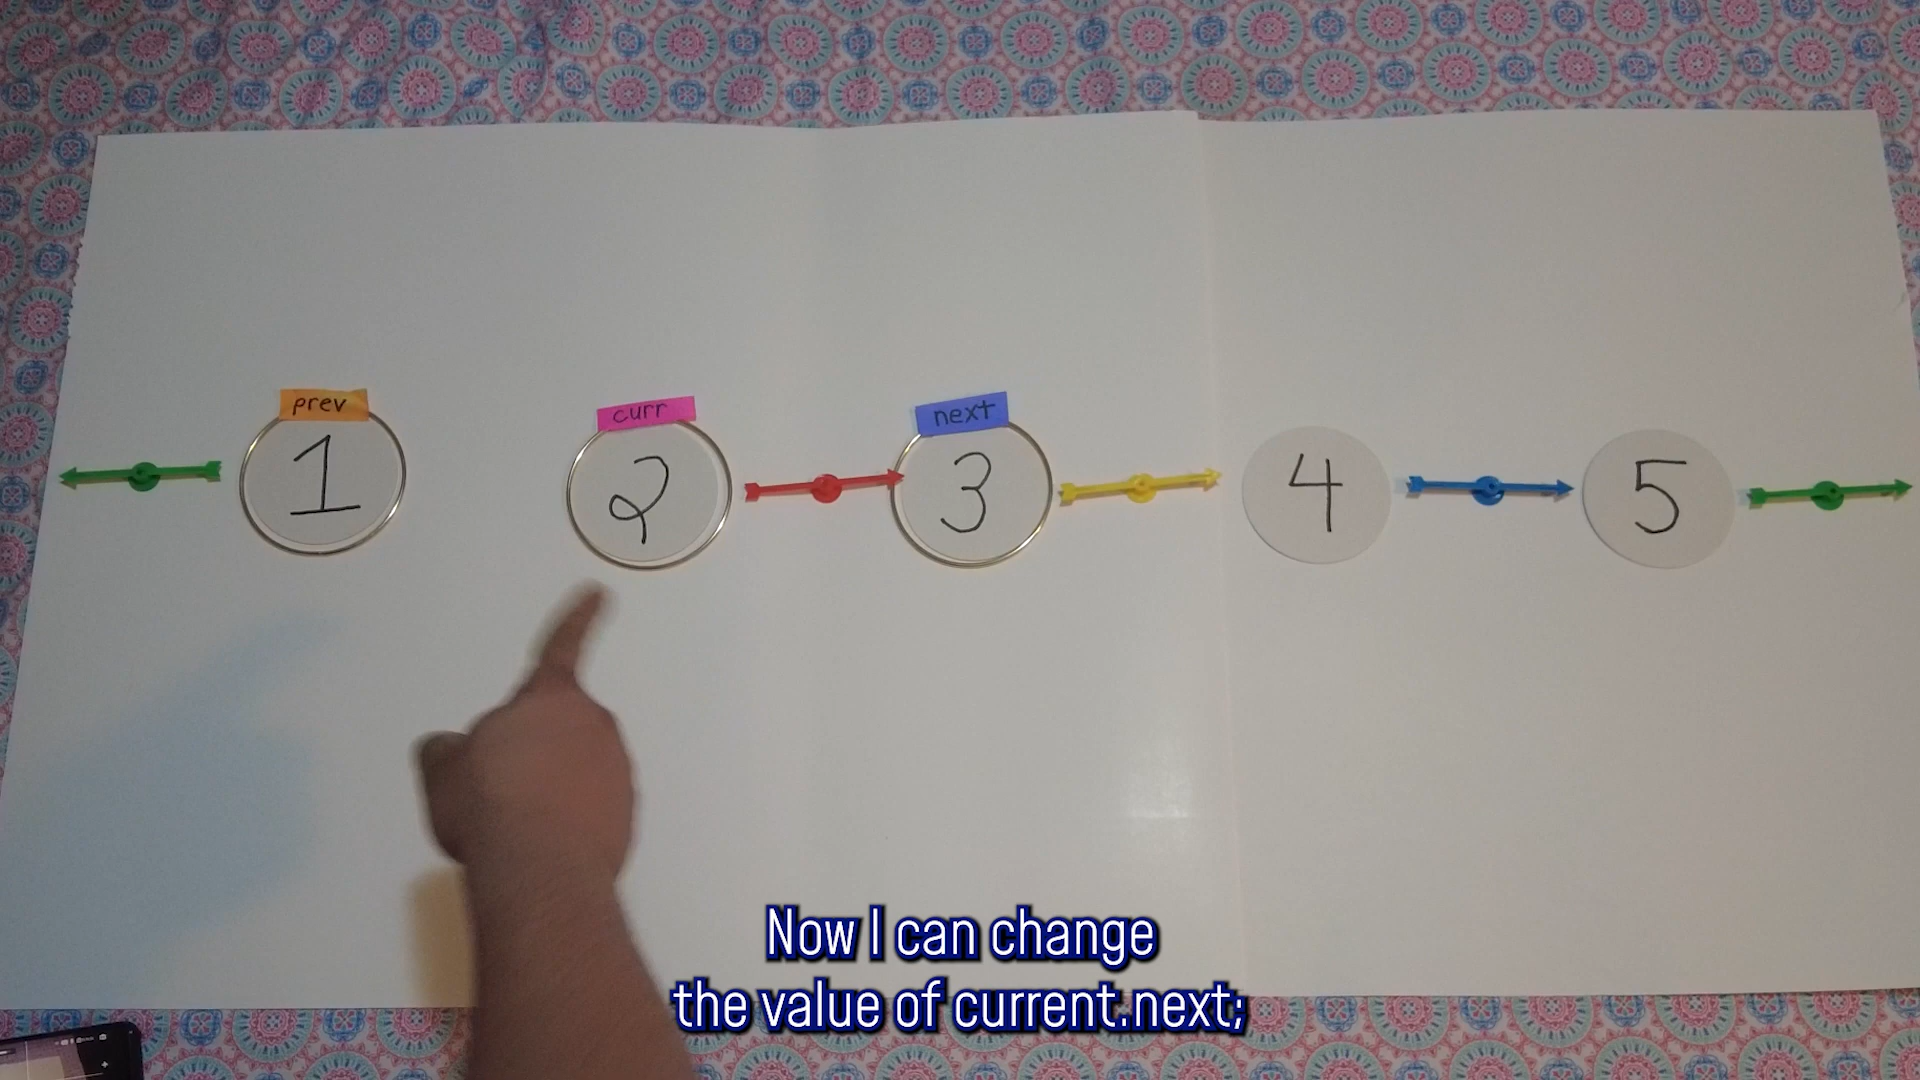 prev
curr
next
1
2
3
4
5
Now I can change
the value of current.next;